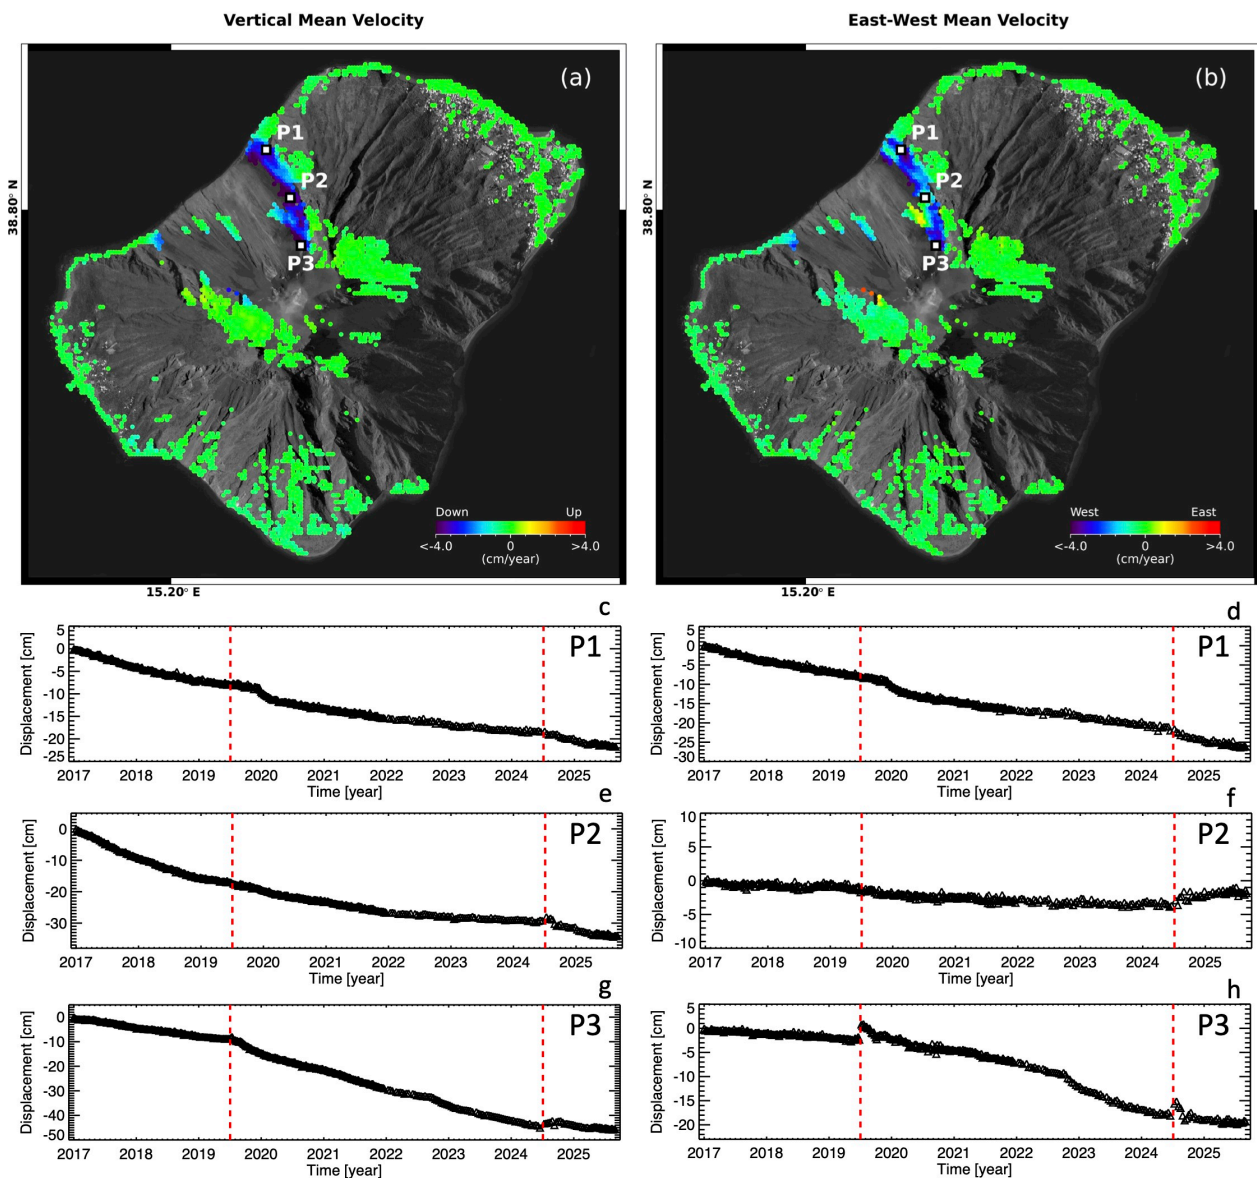 Vertical Mean Velocity
East-West Mean Velocity
(a)
P1
P2
P3
38.80° N
Down Up
<-4.0 0 >4.0
(cm/year)
15.20° E
(b)
P1
P2
P3
38.80° N
West East
<-4.0 0 >4.0
(cm/year)
15.20° E
c
P1
Displacement [cm]
5
0
-5
-10
-15
-20
-25
2017 2018 2019 2020 2021 2022 2023 2024 2025
Time [year]
d
P1
Displacement [cm]
5
0
-5
-10
-15
-20
-25
-30
2017 2018 2019 2020 2021 2022 2023 2024 2025
Time [year]
e
P2
Displacement [cm]
0
-10
-20
-30
2017 2018 2019 2020 2021 2022 2023 2024 2025
Time [year]
f
P2
Displacement [cm]
10
5
0
-5
-10
2017 2018 2019 2020 2021 2022 2023 2024 2025
Time [year]
g
P3
Displacement [cm]
0
-10
-20
-30
-40
-50
2017 2018 2019 2020 2021 2022 2023 2024 2025
Time [year]
h
P3
Displacement [cm]
5
0
-5
-10
-15
-20
2017 2018 2019 2020 2021 2022 2023 2024 2025
Time [year]